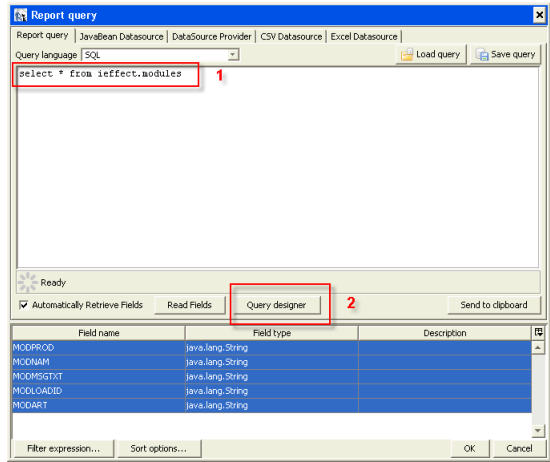 Report query
Report query JavaBean Datasource DataSource Provider CSV Datasource Excel Datasource
Query language SQL Load query Save query
select * from ieffect.modules 1
Ready
2
Automatically Retrieve Fields Read Fields Query designer Send to clipboard
Field name Field type Description
MODPROD java.lang.String
MODNAM java.lang.String
MODMSGTXT java.lang.String
MODLOADID java.lang.String
MODART java.lang.String
Filter expression... Sort options... OK Cancel